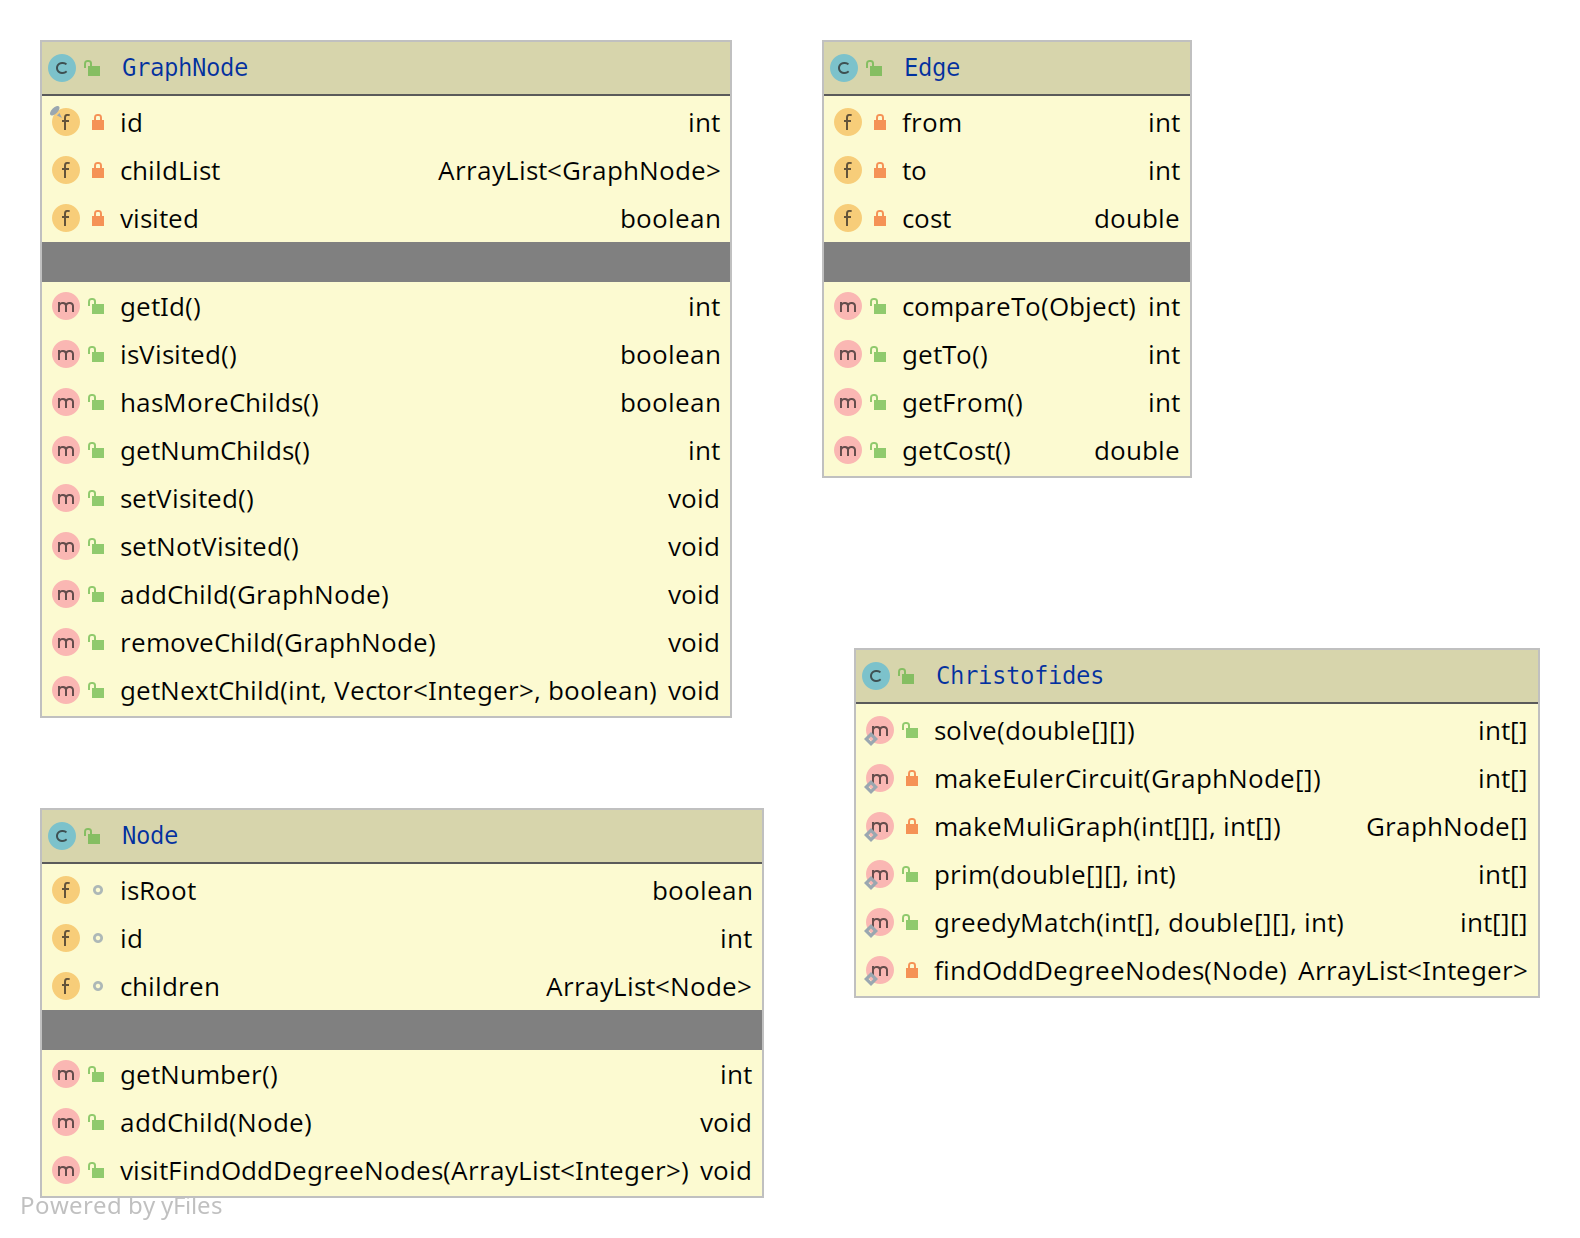 GraphNode
id int
childList ArrayList<GraphNode>
visited boolean
getId() int
isVisited() boolean
hasMoreChilds() boolean
getNumChilds() int
setVisited() void
setNotVisited() void
addChild(GraphNode) void
removeChild(GraphNode) void
getNextChild(int, Vector<Integer>, boolean) void
Edge
from int
to int
cost double
compareTo(Object) int
getTo() int
getFrom() int
getCost() double
Christofides
solve(double[][]) int[]
makeEulerCircuit(GraphNode[]) int[]
makeMuliGraph(int[][], int[]) GraphNode[]
prim(double[][], int) int[]
greedyMatch(int[], double[][], int) int[][]
findOddDegreeNodes(Node) ArrayList<Integer>
Node
isRoot boolean
id int
children ArrayList<Node>
getNumber() int
addChild(Node) void
visitFindOddDegreeNodes(ArrayList<Integer>) void
Powered by yFiles